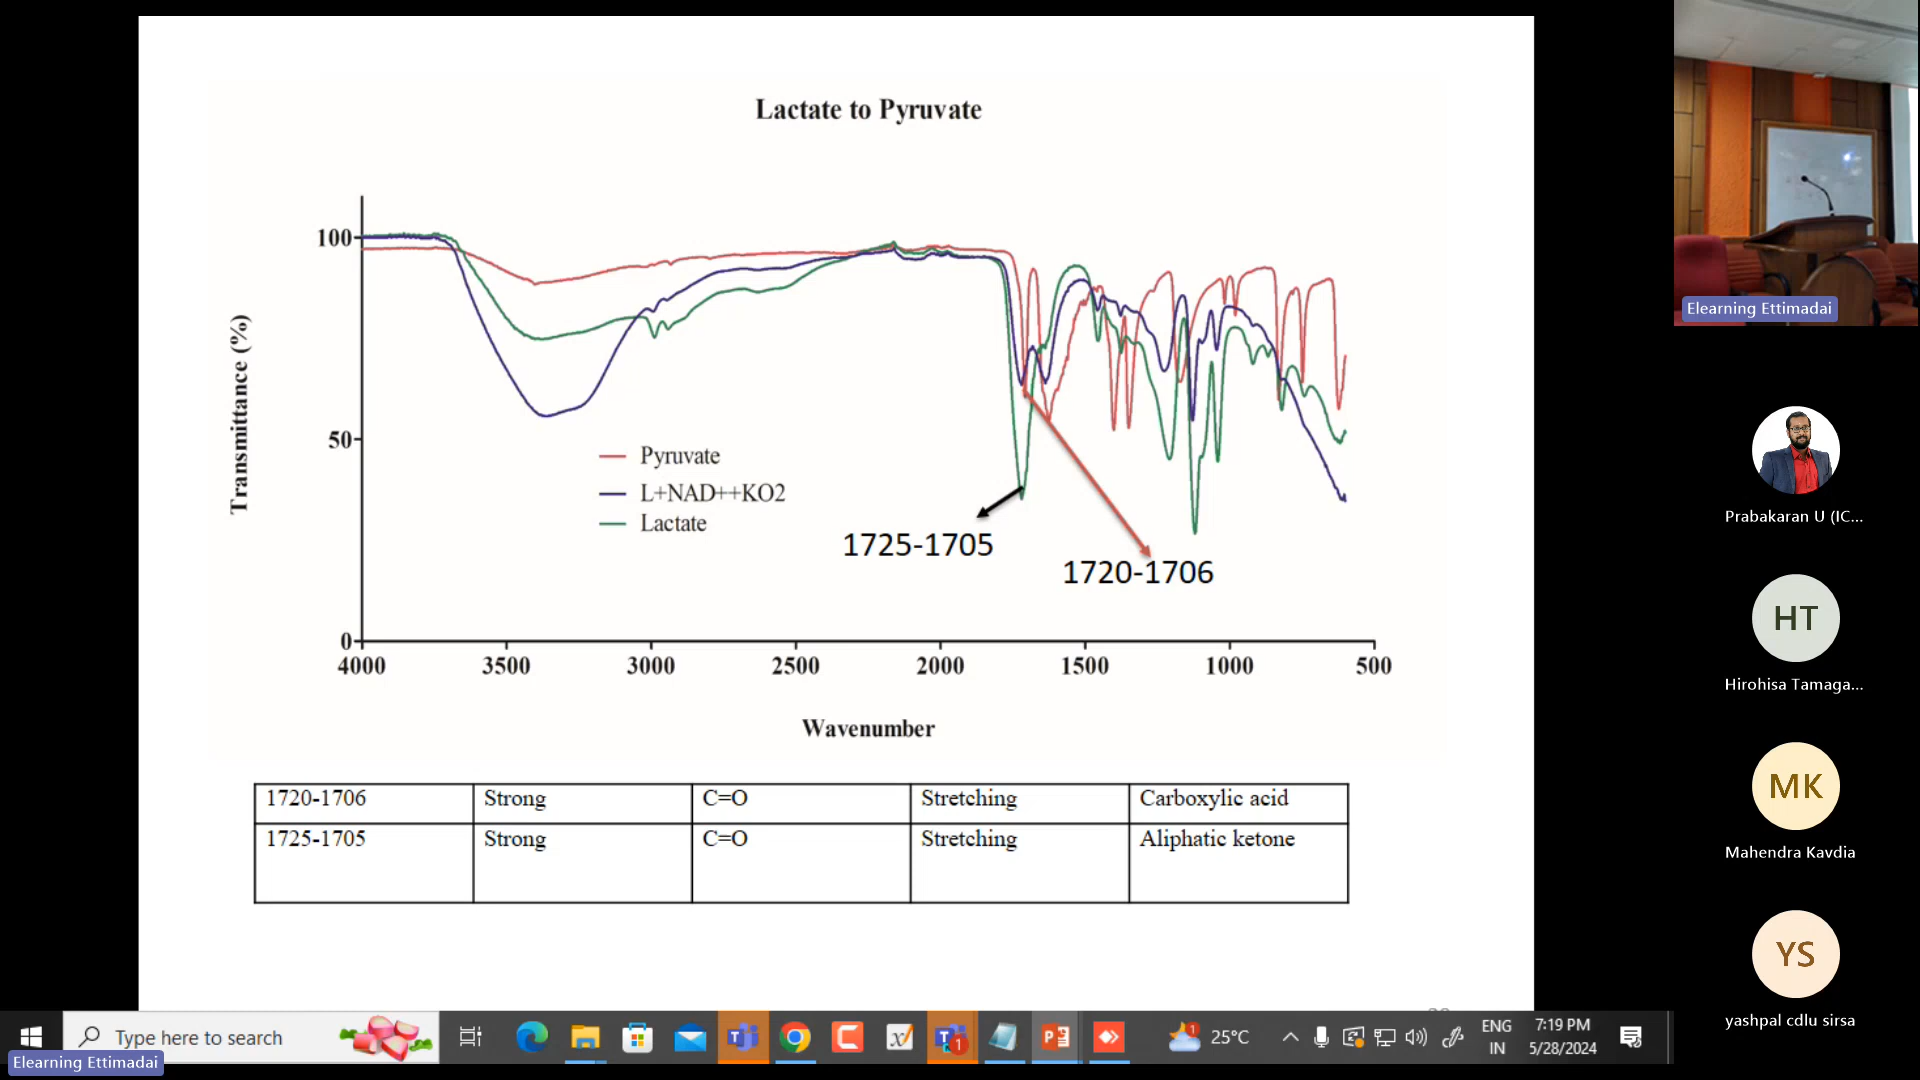 Lactate to Pyruvate
100
50
0
Transmittance (%)
Pyruvate
L+NAD++KO2
Lactate
1725-1705
1720-1706
4000 3500 3000 2500 2000 1500 1000 500
Wavenumber
1720-1706 Strong C=O Stretching Carboxylic acid
1725-1705 Strong C=O Stretching Aliphatic ketone
Elearning Ettimadai
Prabakaran U (IC...
HT
Hirohisa Tamaga...
MK
Mahendra Kavdia
YS
yashpal cdlu sirsa
Type here to search
1
1
25°C
ENG
IN
7:19 PM
5/28/2024
Elearning Ettimadai